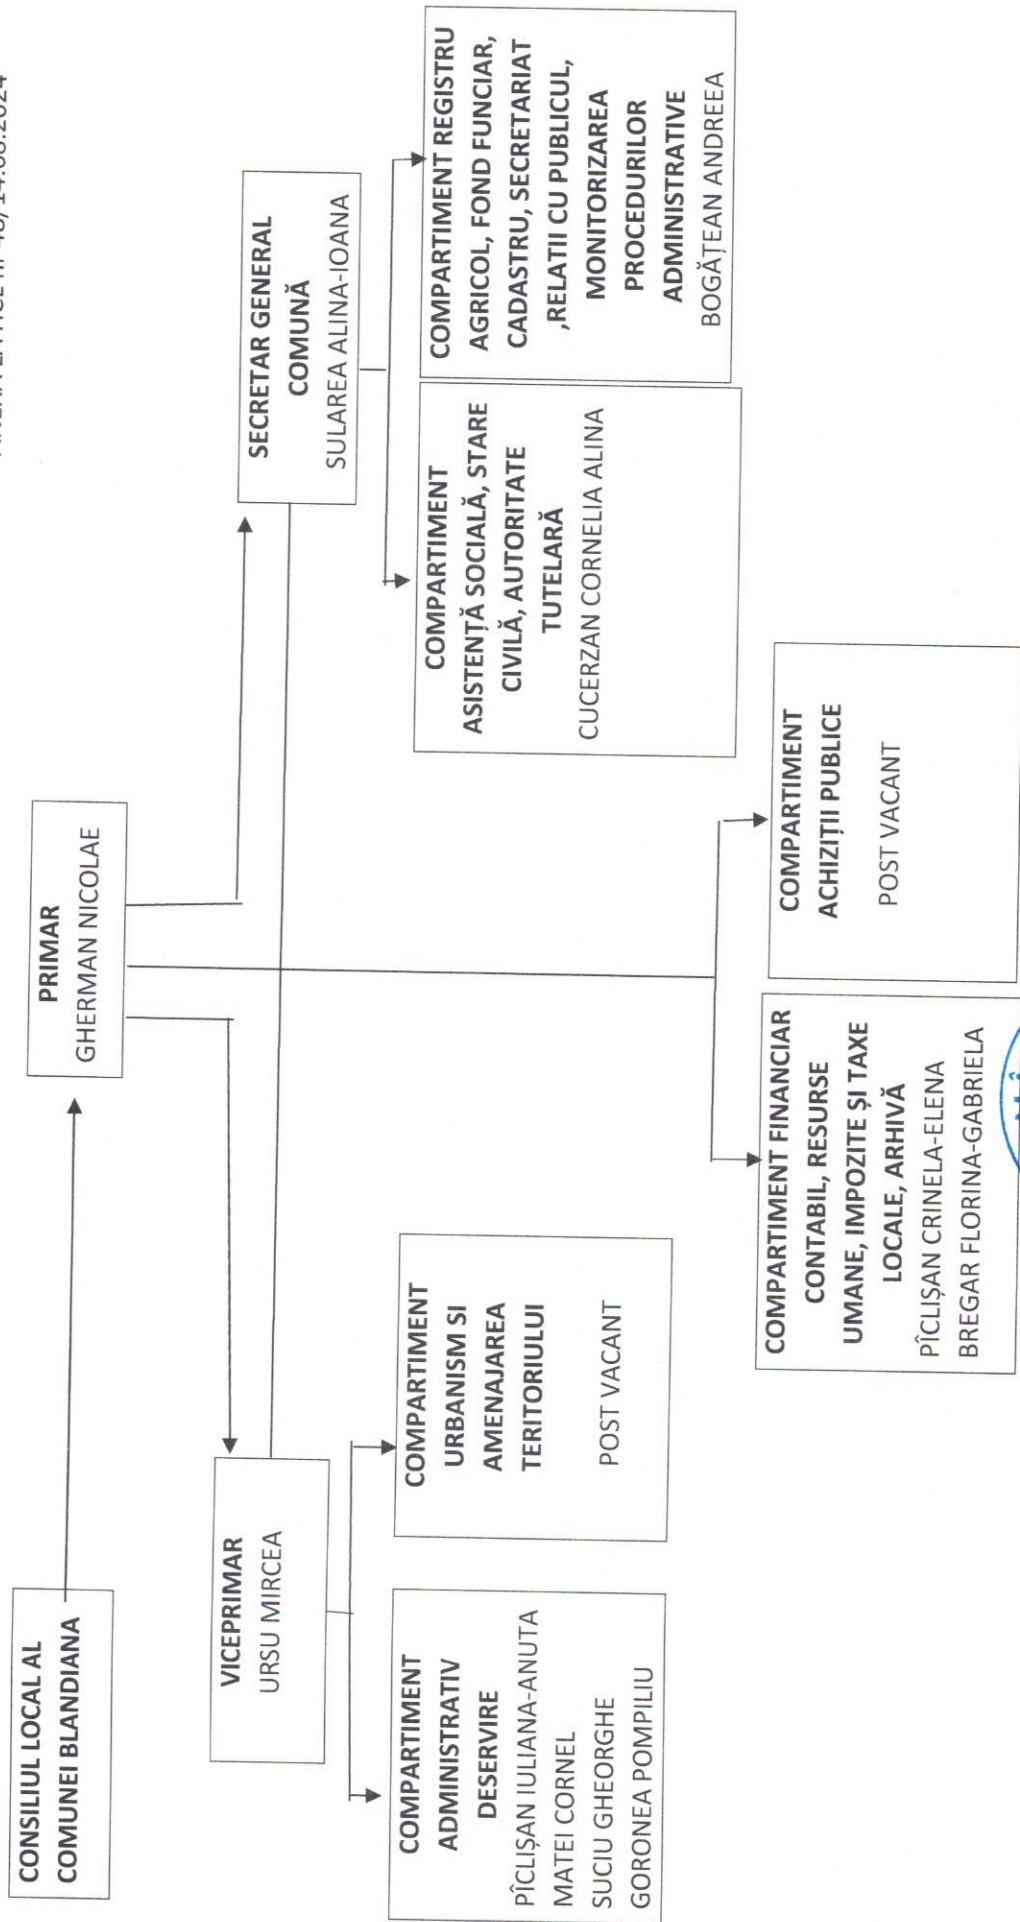 CONSILIUL LOCAL AL
COMUNEI BLANDIANA
PRIMAR
GHERMAN NICOLAE
VICEPRIMAR
URSU MIRCEA
SECRETAR GENERAL
COMUNĂ
SULAREA ALINA-IOANA
COMPARTIMENT
ADMINISTRATIV
DESERVIRE
PÎCLIȘAN IULIANA-ANUTA
MATEI CORNEL
SUCIU GHEORGHE
GORONEA POMPILIU
COMPARTIMENT
URBANISM SI
AMENAJAREA
TERITORIULUI
POST VACANT
COMPARTIMENT
ASISTENȚĂ SOCIALĂ, STARE
CIVILĂ, AUTORITATE
TUTELARĂ
CUCERZAN CORNELIA ALINA
COMPARTIMENT REGISTRU
AGRICOL, FOND FUNCIAR,
CADASTRU, SECRETARIAT
,RELATII CU PUBLICUL,
MONITORIZAREA
PROCEDURILOR
ADMINISTRATIVE
BOGĂȚEAN ANDREEA
COMPARTIMENT FINANCIAR
CONTABIL, RESURSE
UMANE, IMPOZITE ȘI TAXE
LOCALE, ARHIVĂ
PÎCLIȘAN CRINELA-ELENA
BREGAR FLORINA-GABRIELA
COMPARTIMENT
ACHIZIȚII PUBLICE
POST VACANT